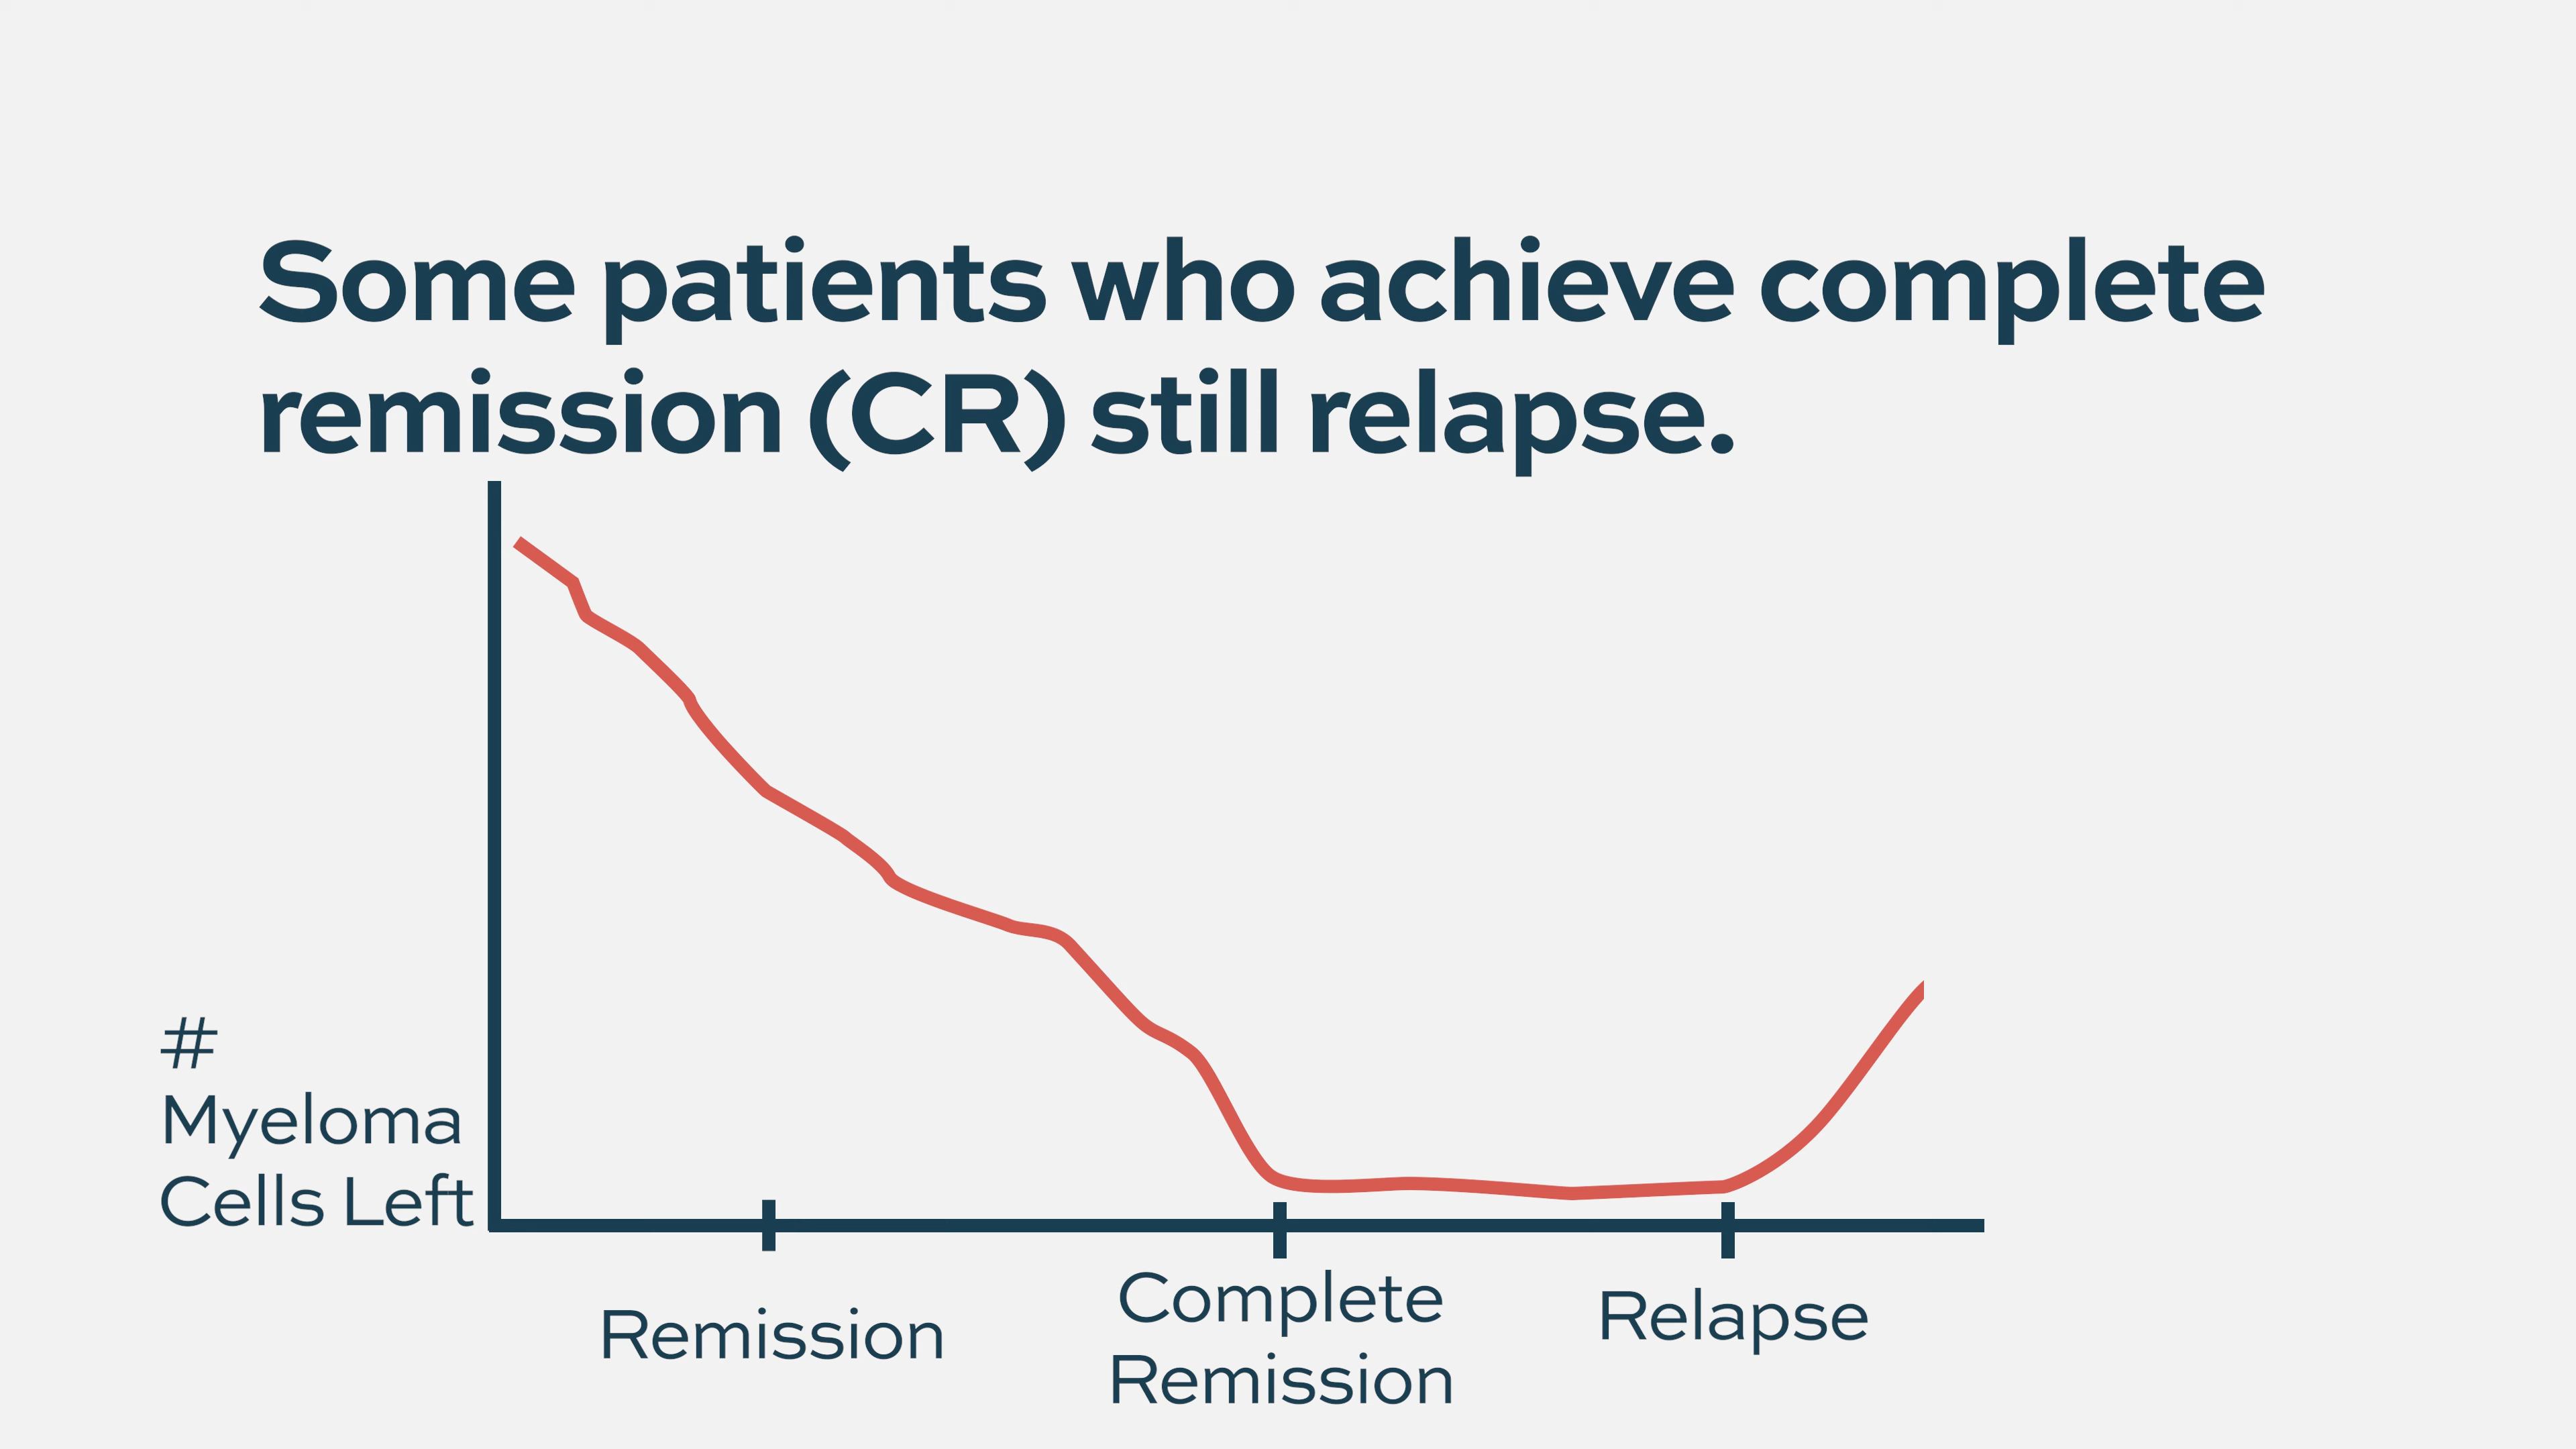 Some patients who achieve complete
remission (CR) still relapse.
#
Myeloma
Cells Left
Remission
Complete
Remission
Relapse